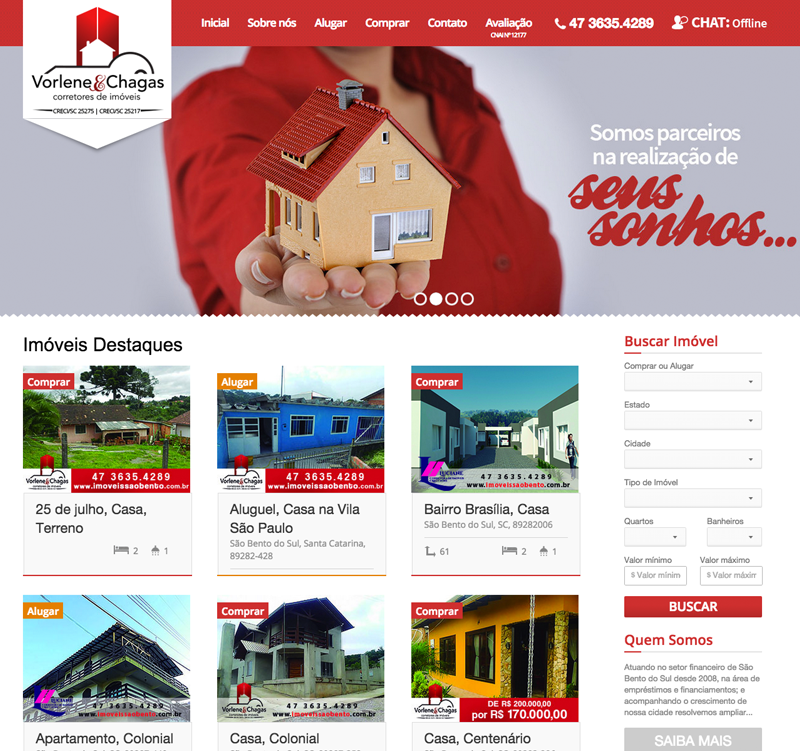 Inicial
Sobre nós
Alugar
Comprar
Contato
Avaliação
CNAI Nº 12177
47 3635.4289
CHAT: Offline
Vorlene&Chagas
corretores de imóveis
CRECI/SC 25275 | CRECI/SC 25217
Somos parceiros
na realização de
seus
sonhos...
Imóveis Destaques
Comprar
Vorlene&Chagas
47 3635.4289
www.imoveissaobento.com.br
25 de julho, Casa,
Terreno
2
1
Alugar
Vorlene&Chagas
47 3635.4289
www.imoveissaobento.com.br
Aluguel, Casa na Vila
São Paulo
São Bento do Sul, Santa Catarina,
89282-428
Comprar
LUCIANE
47 3635.4289
www.imoveissaobento.com.br
Bairro Brasília, Casa
São Bento do Sul, SC, 89282006
61
2
1
Alugar
LUCIANE
47 3635.4289
www.imoveissaobento.com.br
Apartamento, Colonial
Comprar
Vorlene&Chagas
47 3635.4289
www.imoveissaobento.com.br
Casa, Colonial
Comprar
Vorlene&Chagas
DE R$ 200.000,00
por R$ 170.000,00
Casa, Centenário
Buscar Imóvel
Comprar ou Alugar
Estado
Cidade
Tipo de Imóvel
Quartos
Banheiros
Valor mínimo
Valor máximo
$ Valor mínim
$ Valor máxim
BUSCAR
Quem Somos
Atuando no setor financeiro de São
Bento do Sul desde 2008, na área de
empréstimos e financiamentos; e
acompanhando o crescimento de
nossa cidade resolvemos ampliar...
SAIBA MAIS